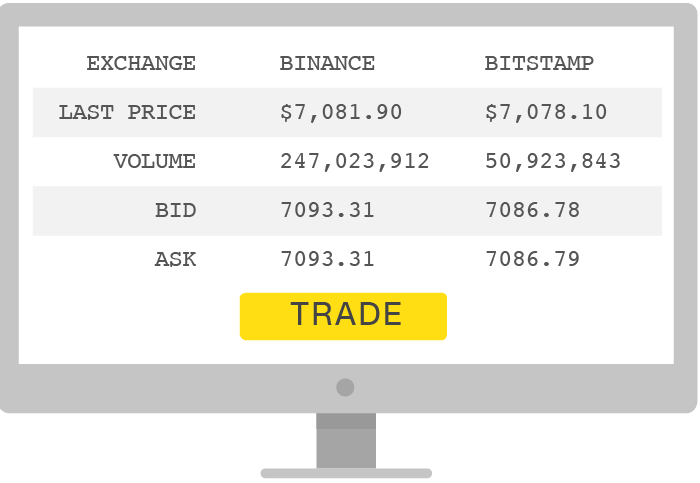 EXCHANGE BINANCE BITSTAMP
LAST PRICE $7,081.90 $7,078.10
VOLUME 247,023,912 50,923,843
BID 7093.31 7086.78
ASK 7093.31 7086.79
TRADE